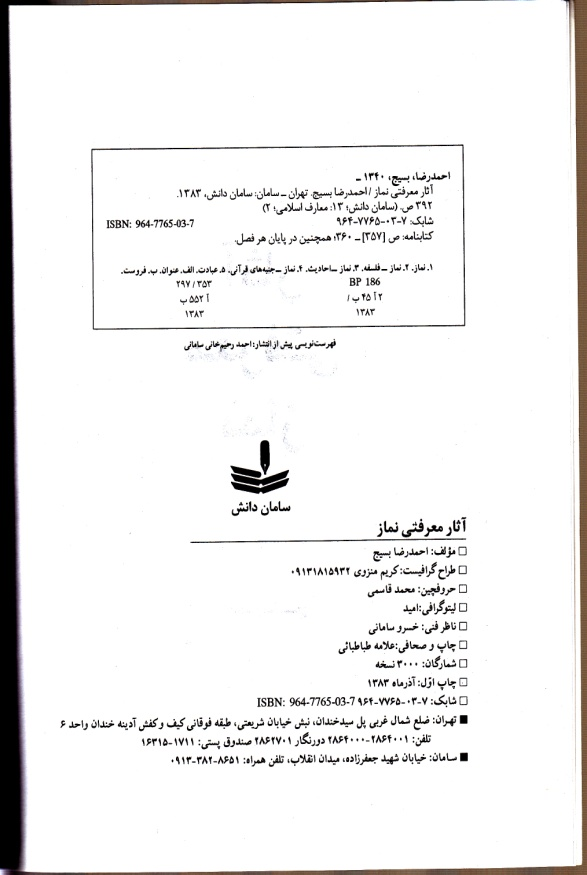 احمدرضا، بسیج، ۱۳۴۰ ـ
آثار معرفتی نماز / احمدرضا بسیج. تهران ـ سامان: سامان دانش، ۱۳۸۳.
۳۹۲ ص. (سامان دانش؛ ۱۳: معارف اسلامی؛ ۲)
شابک: ۷-۰۳-۷۷۶۵-۹۶۴ ISBN: 964-7765-03-7
کتابنامه: ص [۳۵۷] ـ ۳۶۰؛ همچنین در پایان هر فصل.
۱. نماز. ۲. نماز ـ فلسفه. ۳. نماز ـ احادیث. ۴. نماز ـ جنبه‌های قرآنی. ۵. عبادت. الف. عنوان. ب. فروست.
BP 186 ۲۹۷/۳۵۳
۲ آ ۴۵ ب / آ ۵۵۲ ب
۱۳۸۳ ۱۳۸۳
فهرست‌نویسی پیش از انتشار: احمد رحیم‌خانی سامانی
سامان دانش
آثار معرفتی نماز
□ مؤلف: احمدرضا بسیج
□ طراح گرافیست: کریم منزوی ۰۹۱۳۱۸۱۵۹۳۲
□ حروفچین: محمد قاسمی
□ لیتوگرافی: امید
□ ناظر فنی: خسرو سامانی
□ چاپ و صحافی: علامه طباطبائی
□ شمارگان: ۳۰۰۰ نسخه
□ چاپ اوّل: آذرماه ۱۳۸۳
□ شابک: ۷-۰۳-۷۷۶۵-۹۶۴ ISBN: 964-7765-03-7
■ تهران: ضلع شمال غربی پل سیدخندان، نبش خیابان شریعتی، طبقه فوقانی کیف و کفش آدینه خندان واحد ۶
تلفن: ۲۸۶۴۰۰۱-۲۸۶۴۰۰۰ دورنگار ۲۸۶۲۷۰۱ صندوق پستی: ۱۷۱۱-۱۶۳۱۵
■ سامان: خیابان شهید جعفرزاده، میدان انقلاب، تلفن همراه: ۸۶۵۱-۳۸۲-۰۹۱۳